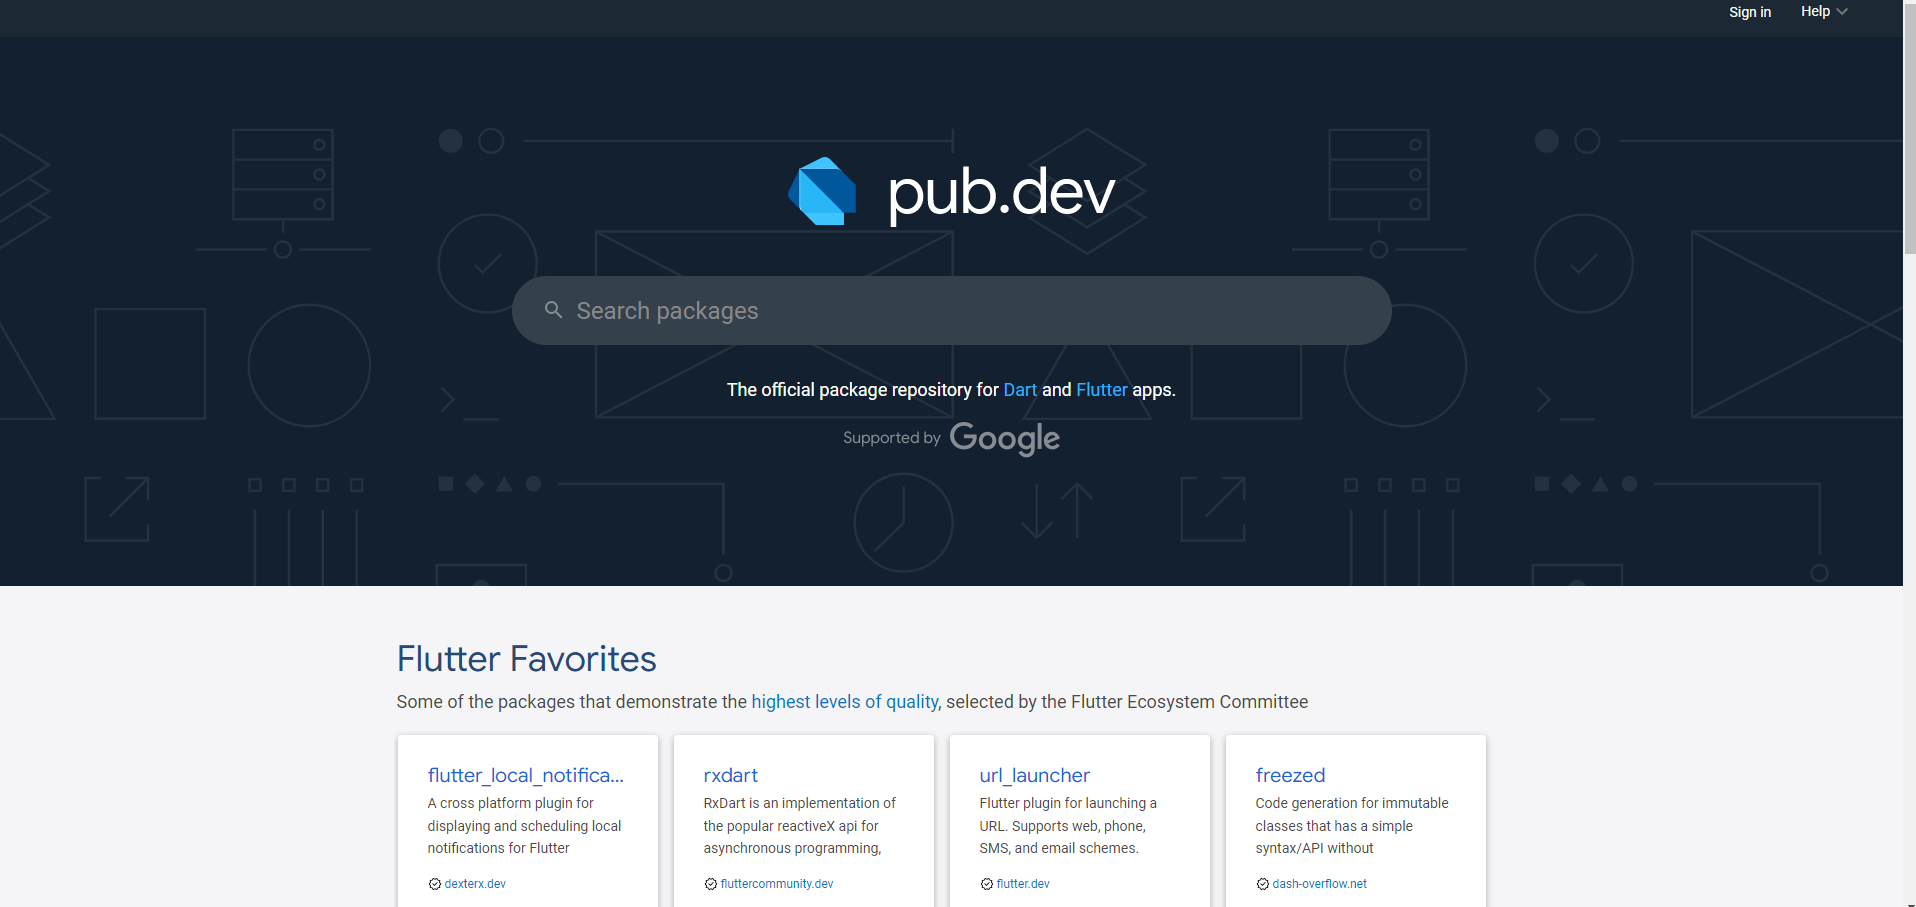 Sign in
Help
pub.dev
Search packages
The official package repository for Dart and Flutter apps.
Supported by Google
Flutter Favorites
Some of the packages that demonstrate the highest levels of quality, selected by the Flutter Ecosystem Committee
flutter_local_notifica...
A cross platform plugin for
displaying and scheduling local
notifications for Flutter
dexterx.dev
rxdart
RxDart is an implementation of
the popular reactiveX api for
asynchronous programming,
fluttercommunity.dev
url_launcher
Flutter plugin for launching a
URL. Supports web, phone,
SMS, and email schemes.
flutter.dev
freezed
Code generation for immutable
classes that has a simple
syntax/API without
dash-overflow.net